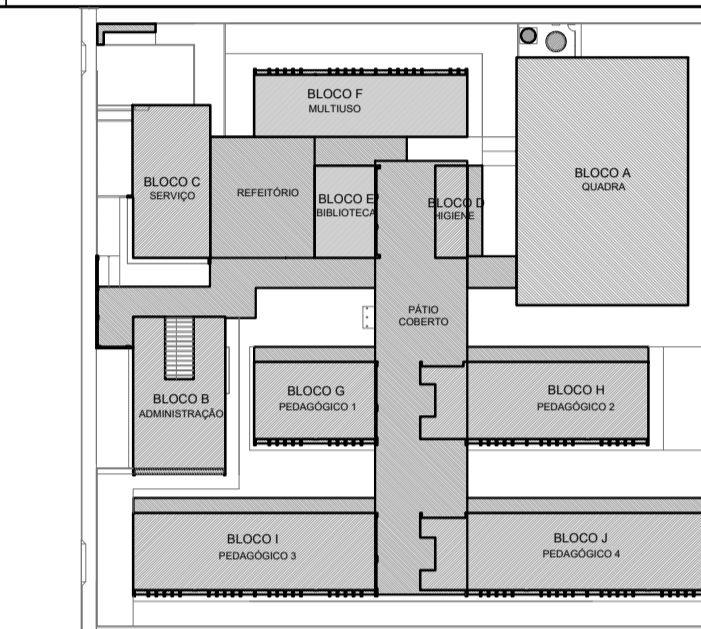 BLOCO F
MULTIUSO
BLOCO A
QUADRA
BLOCO C
SERVIÇO
REFEITÓRIO
BLOCO E
BIBLIOTECA
BLOCO D
HIGIENE
PÁTIO
COBERTO
BLOCO B
ADMINISTRAÇÃO
BLOCO G
PEDAGÓGICO 1
BLOCO H
PEDAGÓGICO 2
BLOCO I
PEDAGÓGICO 3
BLOCO J
PEDAGÓGICO 4